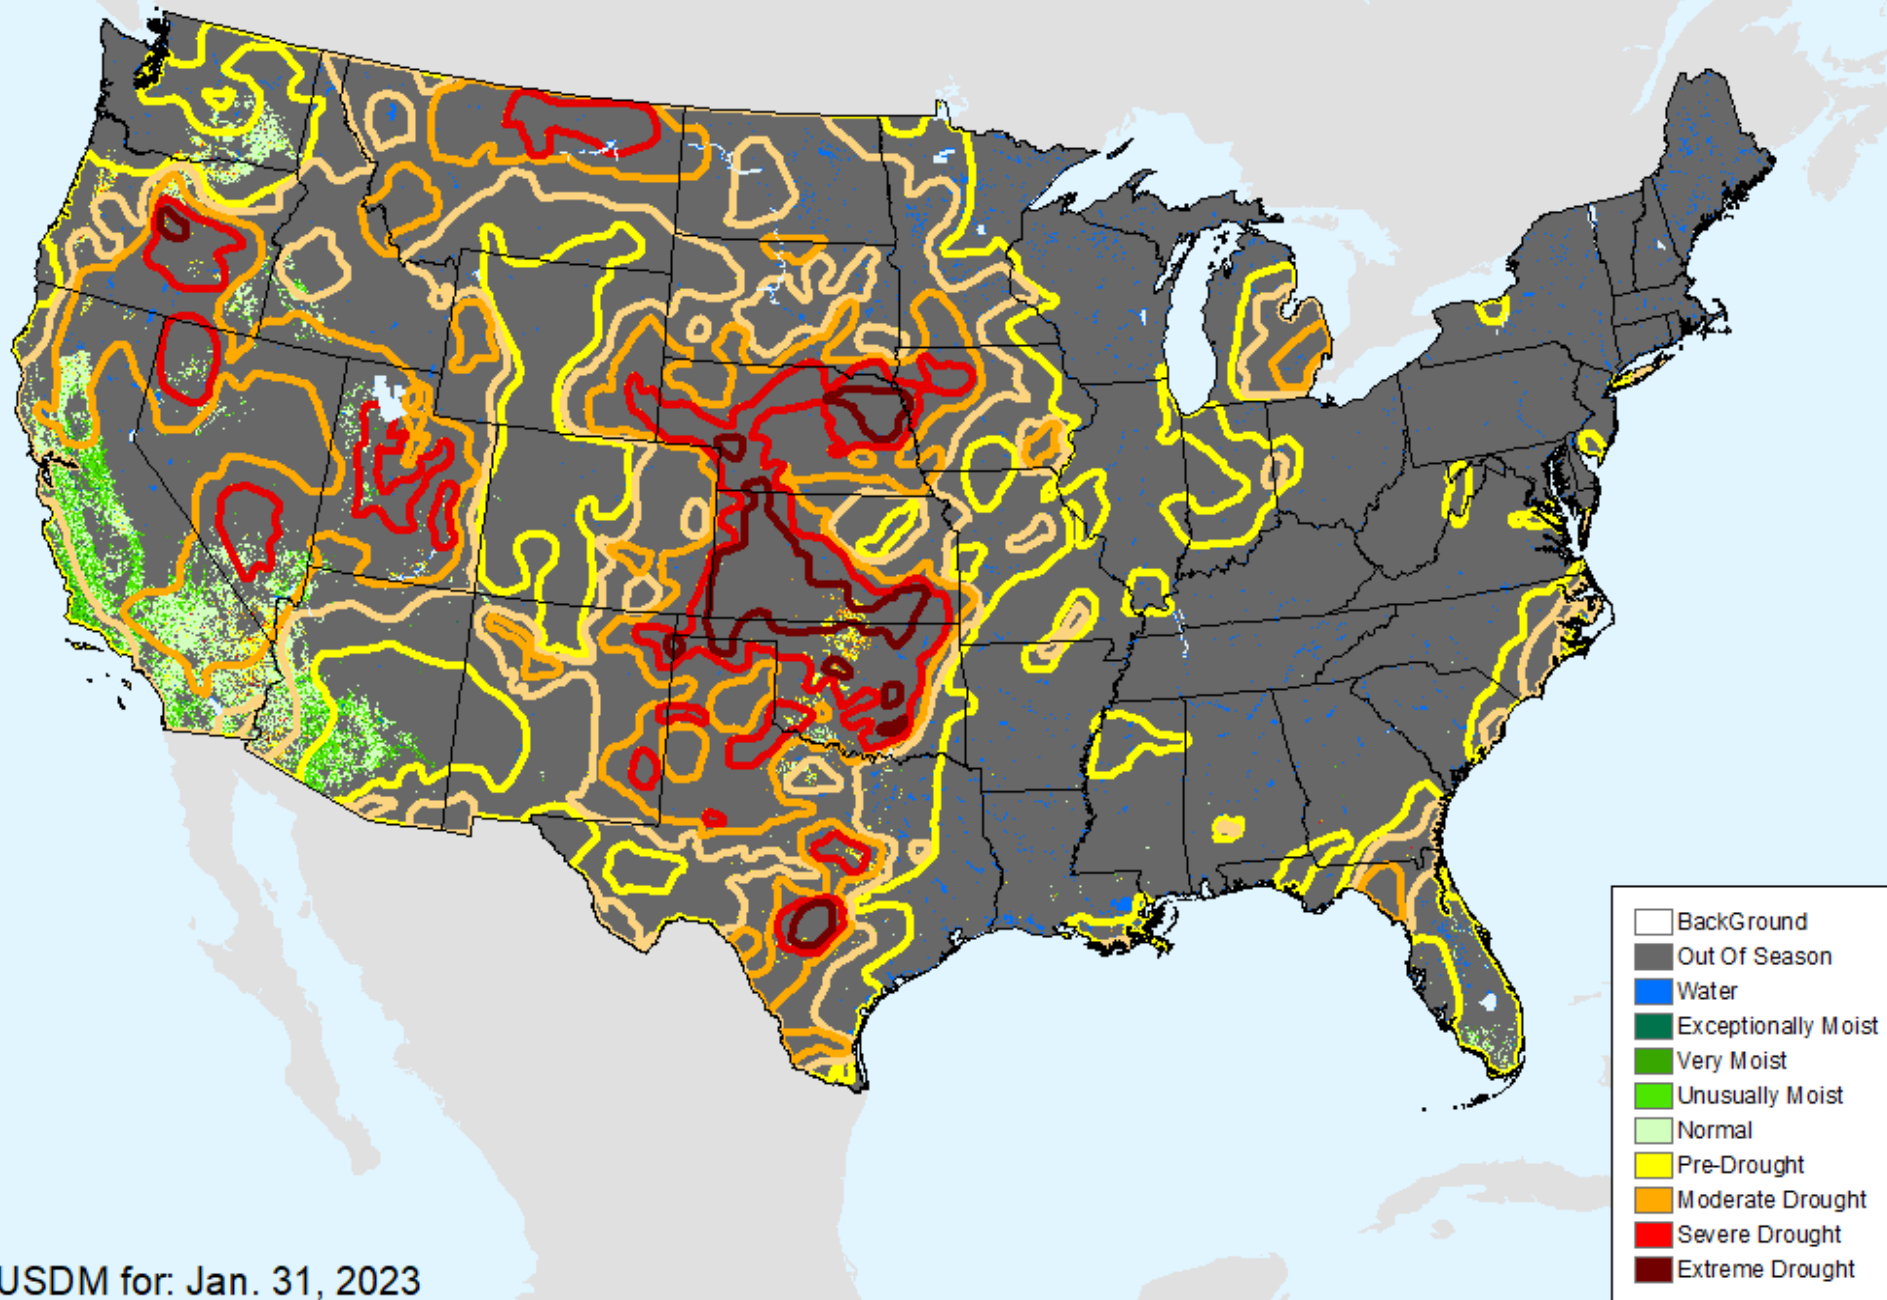 BackGround
Out Of Season
Water
Exceptionally Moist
Very Moist
Unusually Moist
Normal
Pre-Drought
Moderate Drought
Severe Drought
Extreme Drought
USDM for: Jan. 31, 2023